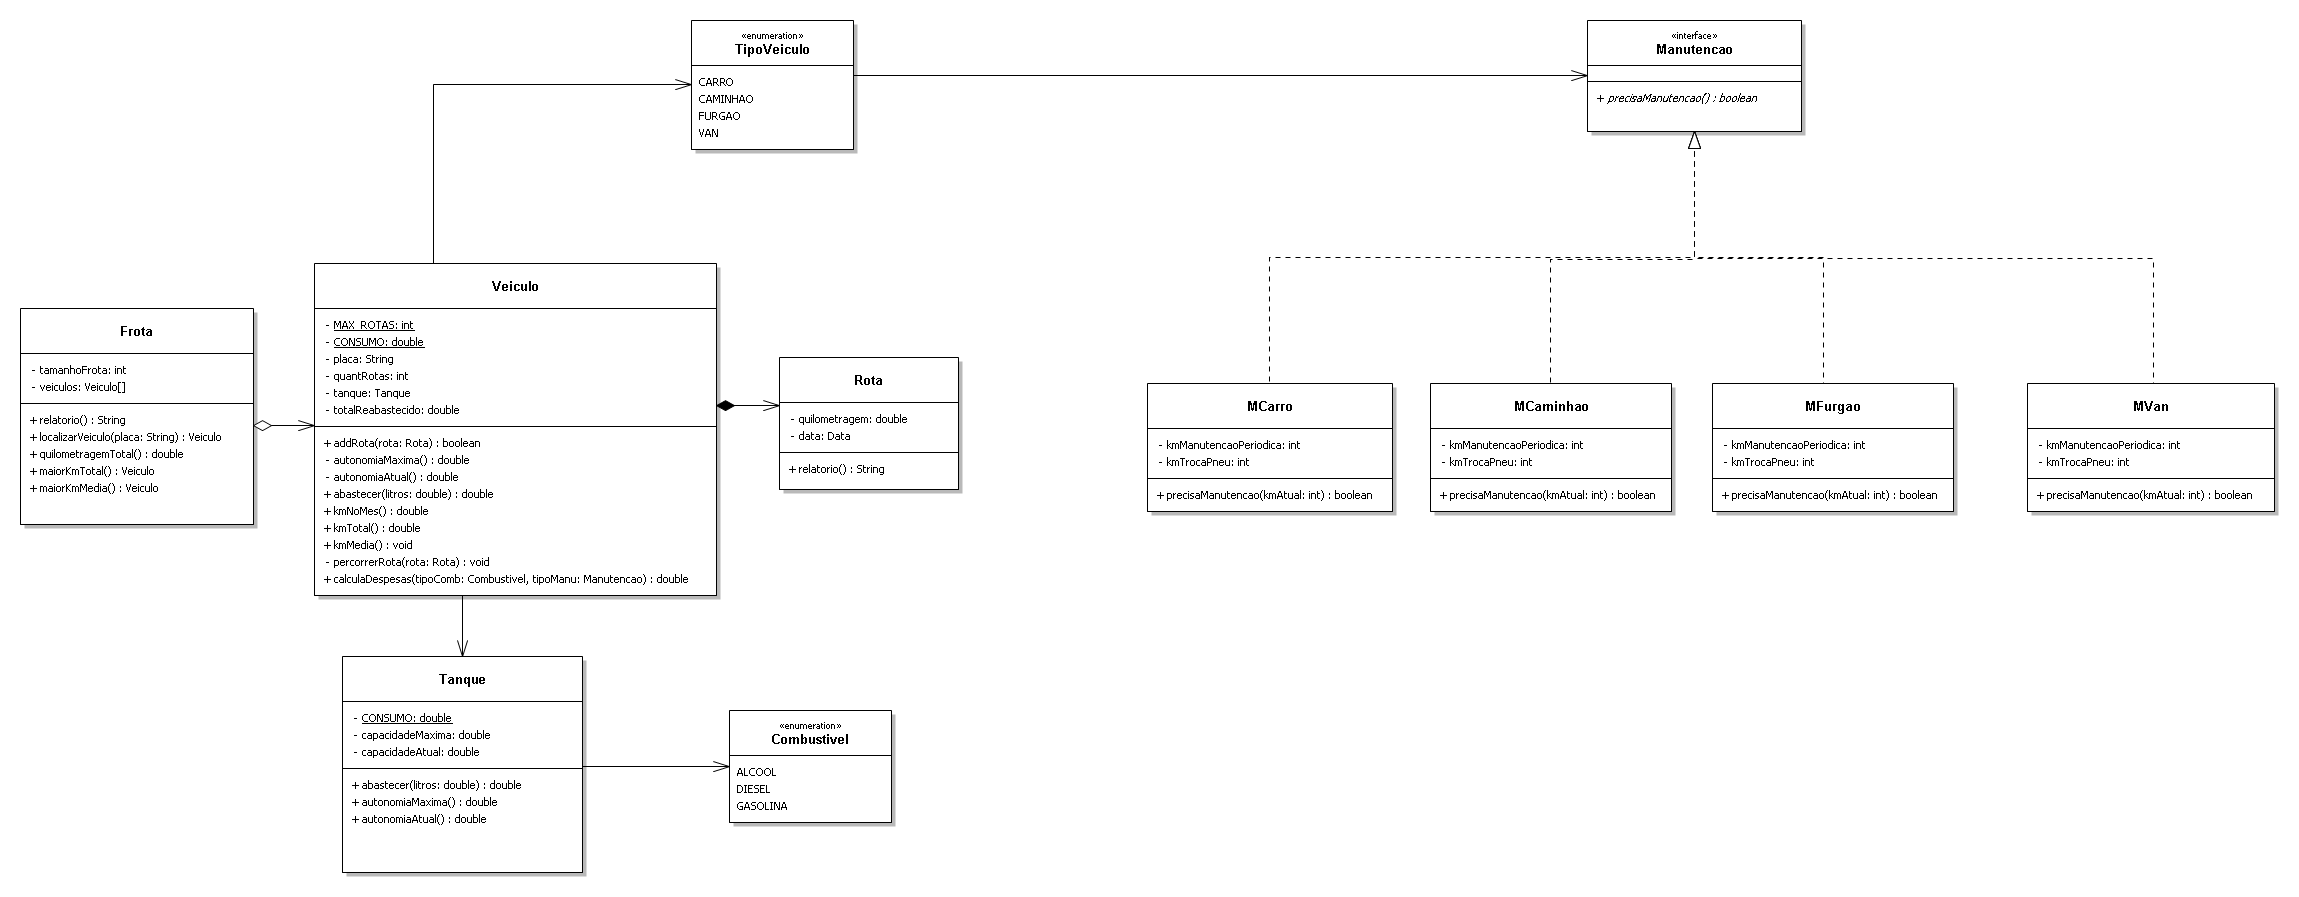 «enumeration»
TipoVeiculo
CARRO
CAMINHAO
FURGAO
VAN
«interface»
Manutencao
+ precisaManutencao() : boolean
Frota
- tamanhoFrota: int
- veiculos: Veiculo[]
+ relatorio() : String
+ localizarVeiculo(placa: String) : Veiculo
+ quilometragemTotal() : double
+ maiorKmTotal() : Veiculo
+ maiorKmMedia() : Veiculo
Veiculo
- MAX_ROTAS: int
- CONSUMO: double
- placa: String
- quantRotas: int
- tanque: Tanque
- totalReabastecido: double
+ addRota(rota: Rota) : boolean
- autonomiaMaxima() : double
- autonomiaAtual() : double
+ abastecer(litros: double) : double
+ kmNoMes() : double
+ kmTotal() : double
+ kmMedia() : void
- percorrerRota(rota: Rota) : void
+ calculaDespesas(tipoComb: Combustivel, tipoManu: Manutencao) : double
Rota
- quilometragem: double
- data: Data
+ relatorio() : String
MCarro
- kmManutencaoPeriodica: int
- kmTrocaPneu: int
+ precisaManutencao(kmAtual: int) : boolean
MCaminhao
- kmManutencaoPeriodica: int
- kmTrocaPneu: int
+ precisaManutencao(kmAtual: int) : boolean
MFurgao
- kmManutencaoPeriodica: int
- kmTrocaPneu: int
+ precisaManutencao(kmAtual: int) : boolean
MVan
- kmManutencaoPeriodica: int
- kmTrocaPneu: int
+ precisaManutencao(kmAtual: int) : boolean
Tanque
- CONSUMO: double
- capacidadeMaxima: double
- capacidadeAtual: double
+ abastecer(litros: double) : double
+ autonomiaMaxima() : double
+ autonomiaAtual() : double
«enumeration»
Combustivel
ALCOOL
DIESEL
GASOLINA